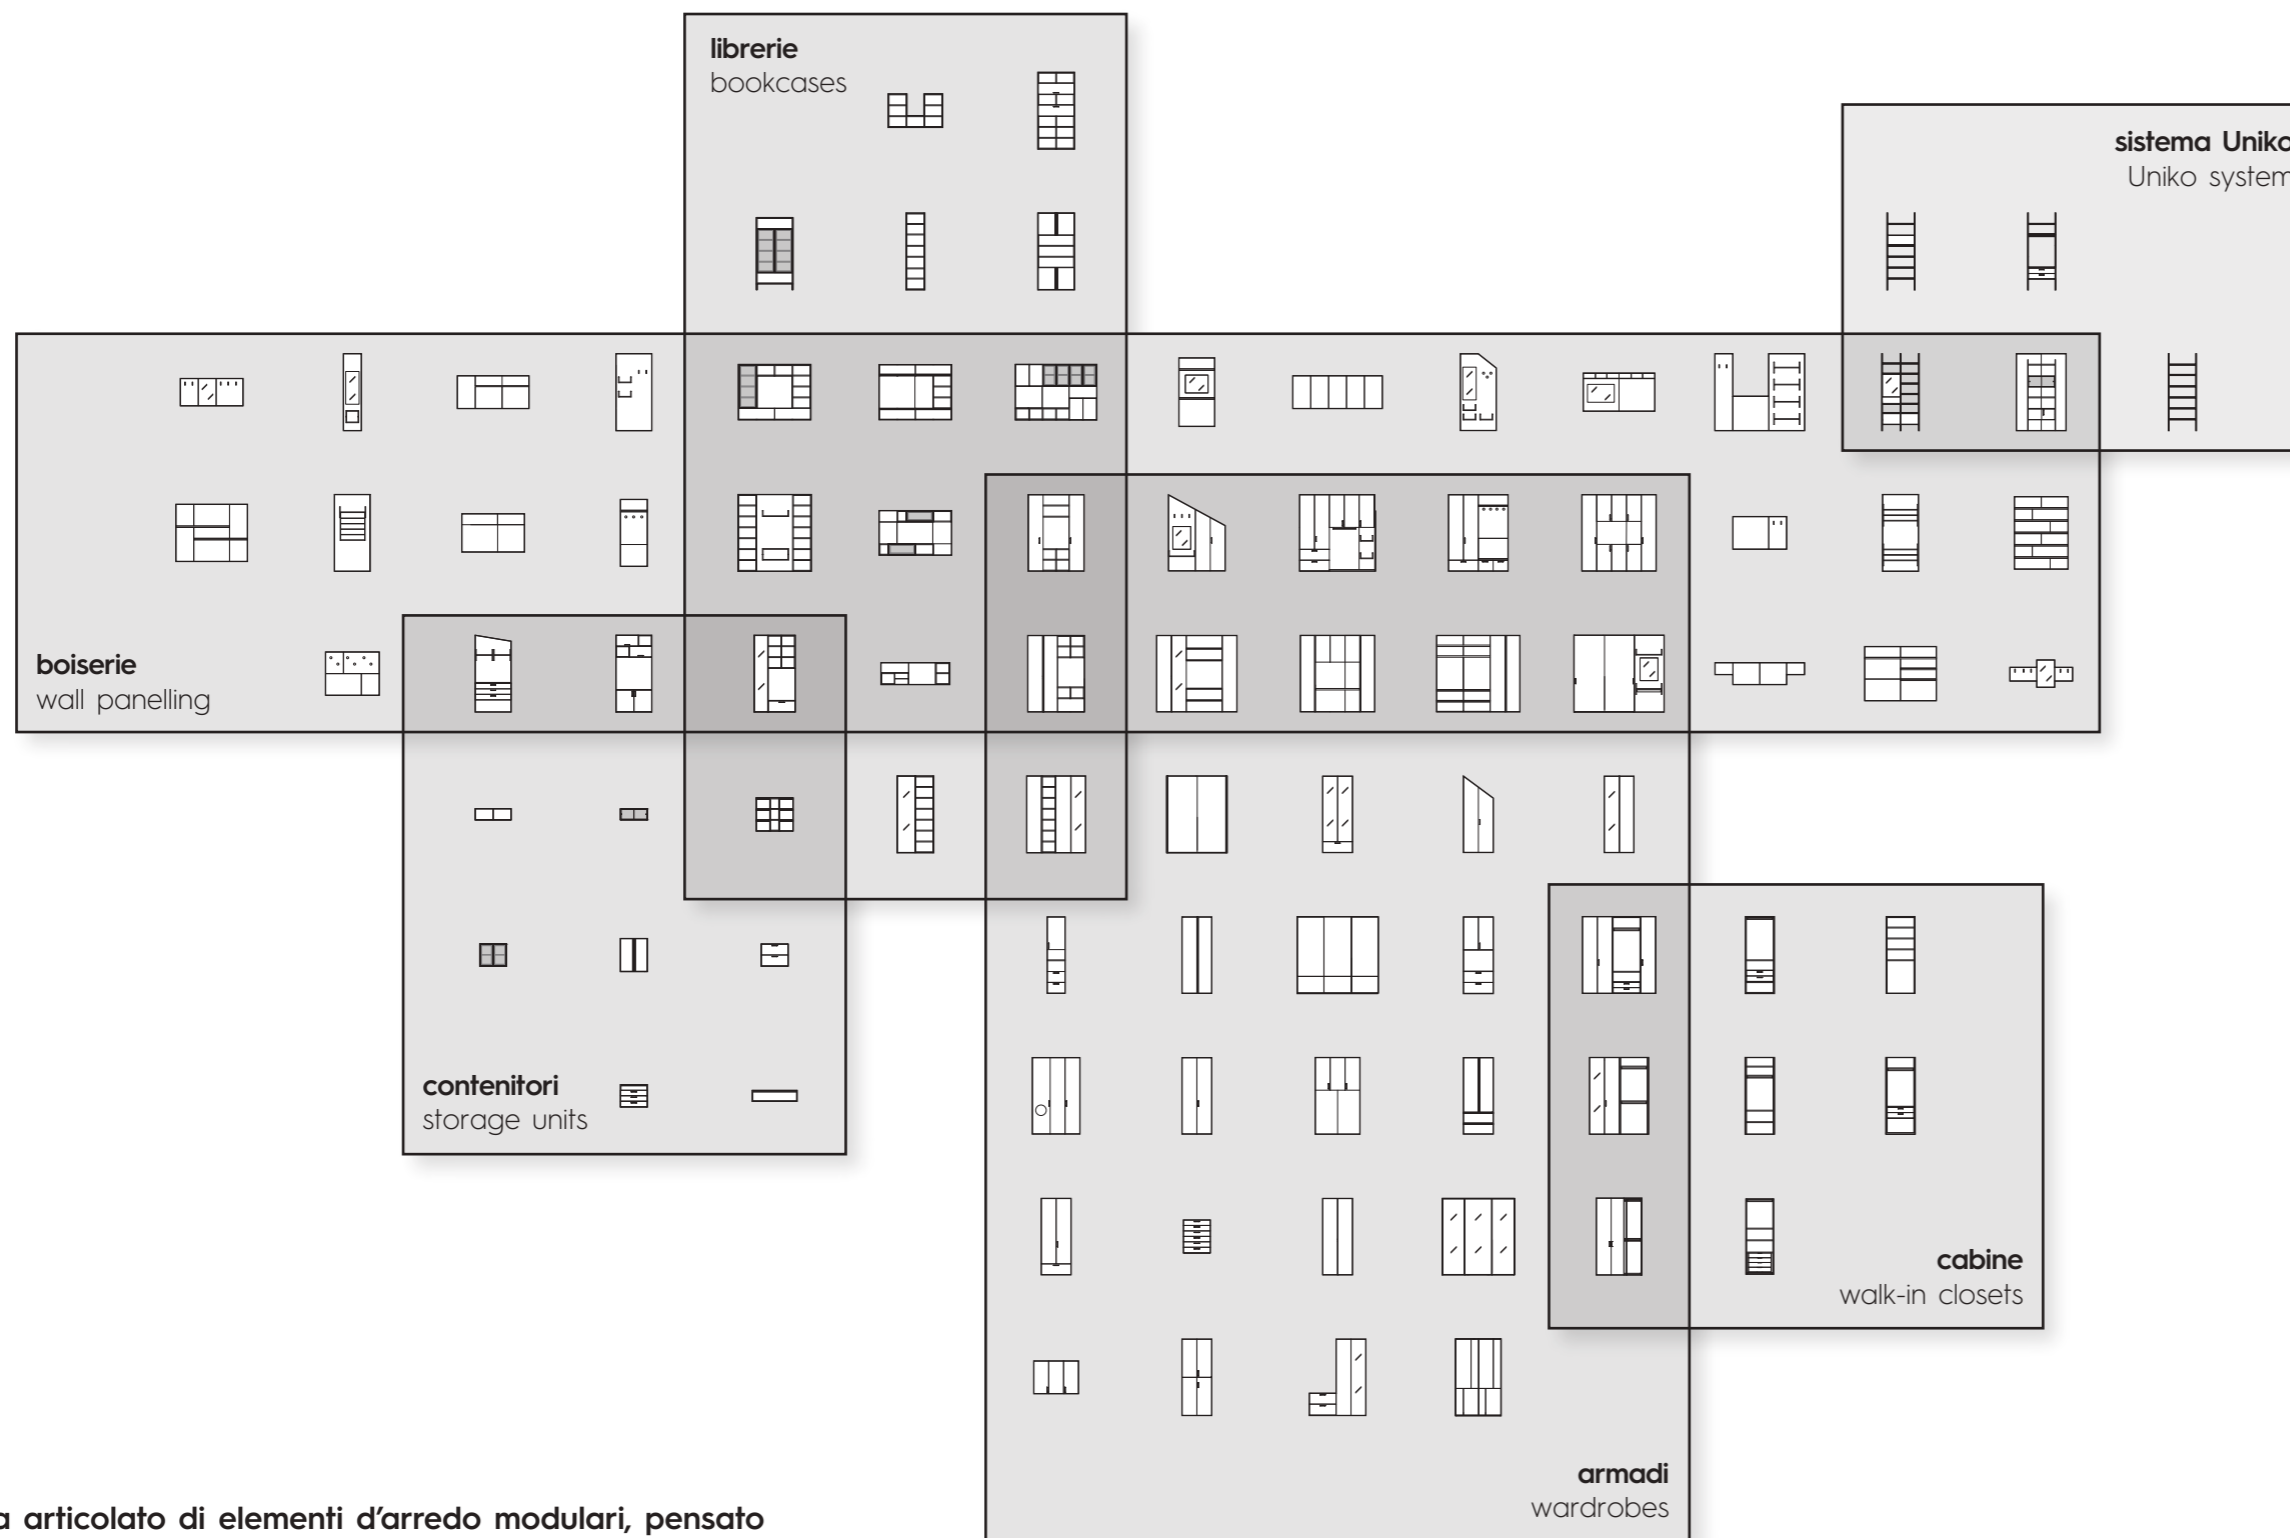 librerie
bookcases
sistema Uniko
Uniko system
boiserie
wall panelling
contenitori
storage units
cabine
walk-in closets
armadi
wardrobes
articolato di elementi d’arredo modulari, pensato